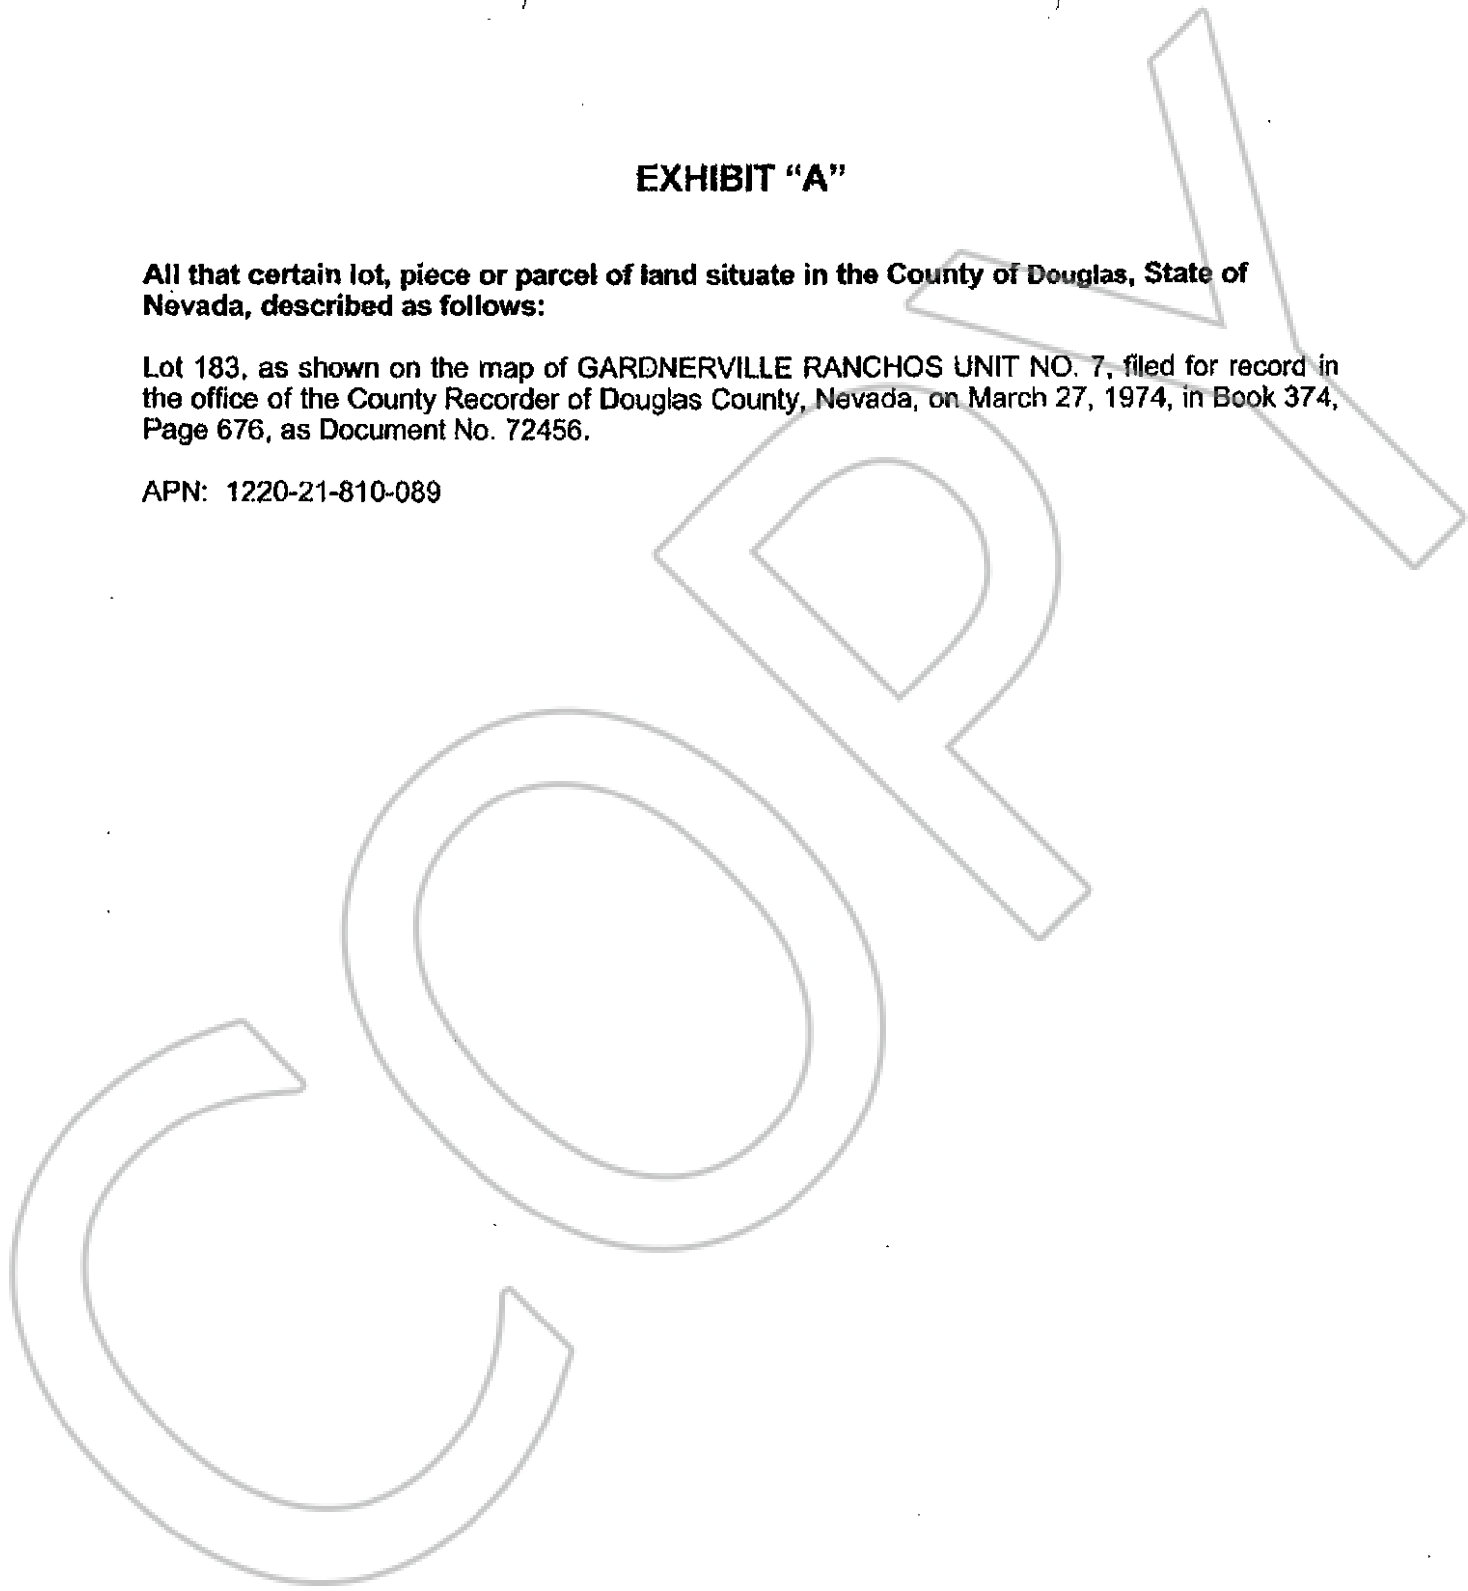 EXHIBIT “A”
All that certain lot, piece or parcel of land situate in the County of Douglas, State of
Nevada, described as follows:
Lot 183, as shown on the map of GARDNERVILLE RANCHOS UNIT NO. 7, filed for record in
the office of the County Recorder of Douglas County, Nevada, on March 27, 1974, in Book 374,
Page 676, as Document No. 72456.
APN: 1220-21-810-089
COPY